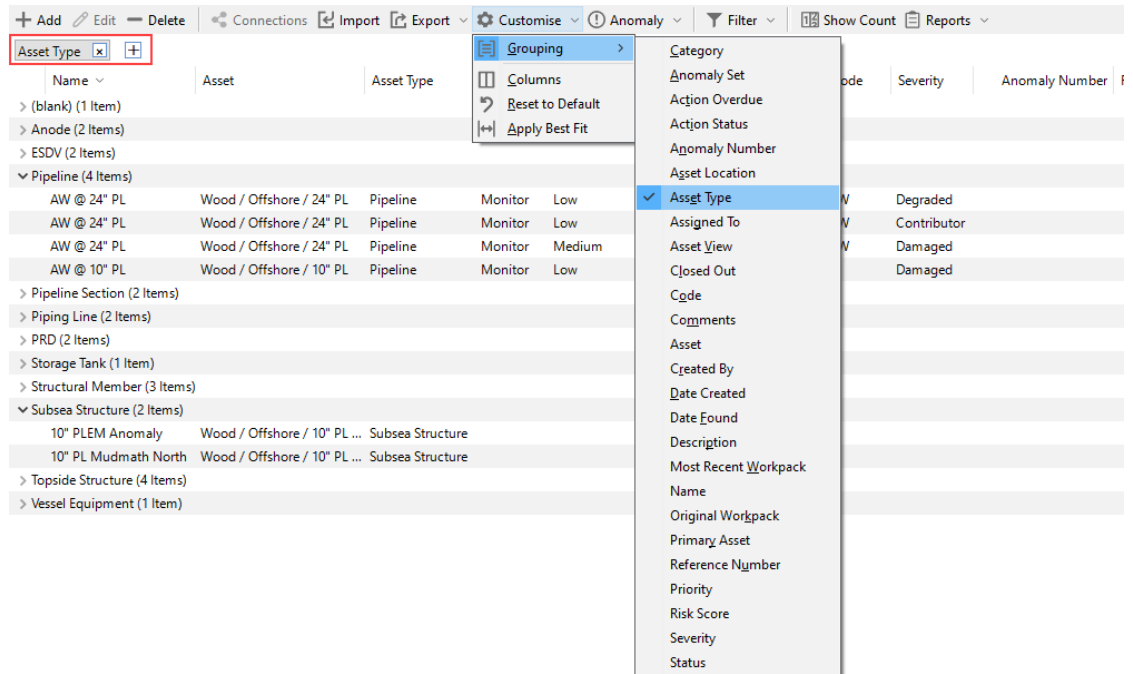 Add Edit Delete Connections Import Export Customise Anomaly Filter Show Count Reports
Asset Type
Grouping
Columns
Reset to Default
Apply Best Fit
Category
Anomaly Set
Action Overdue
Action Status
Anomaly Number
Asset Location
Asset Type
Assigned To
Asset View
Closed Out
Code
Comments
Asset
Created By
Date Created
Date Found
Description
Most Recent Workpack
Name
Original Workpack
Primary Asset
Reference Number
Priority
Risk Score
Severity
Status
Name Asset Asset Type ode Severity Anomaly Number
(blank) (1 Item)
Anode (2 Items)
ESDV (2 Items)
Pipeline (4 Items)
AW @ 24" PL Wood / Offshore / 24" PL Pipeline Monitor Low Degraded
AW @ 24" PL Wood / Offshore / 24" PL Pipeline Monitor Low Contributor
AW @ 24" PL Wood / Offshore / 24" PL Pipeline Monitor Medium Damaged
AW @ 10" PL Wood / Offshore / 10" PL Pipeline Monitor Low Damaged
Pipeline Section (2 Items)
Piping Line (2 Items)
PRD (2 Items)
Storage Tank (1 Item)
Structural Member (3 Items)
Subsea Structure (2 Items)
10" PLEM Anomaly Wood / Offshore / 10" PL ... Subsea Structure
10" PL Mudmath North Wood / Offshore / 10" PL ... Subsea Structure
Topside Structure (4 Items)
Vessel Equipment (1 Item)